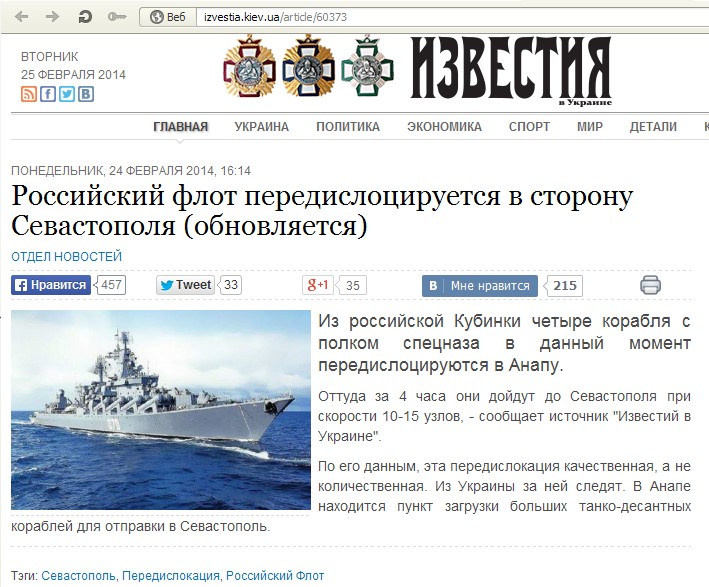 Веб izvestia.kiev.ua/article/60373
ВТОРНИК
25 ФЕВРАЛЯ 2014
ИЗВЕСТИЯ
в Украине
ГЛАВНАЯ УКРАИНА ПОЛИТИКА ЭКОНОМИКА СПОРТ МИР ДЕТАЛИ К
ПОНЕДЕЛЬНИК, 24 ФЕВРАЛЯ 2014, 16:14
Российский флот передислоцируется в сторону
Севастополя (обновляется)
ОТДЕЛ НОВОСТЕЙ
Нравится 457 Tweet 33 g+1 35 В Мне нравится 215
Из российской Кубинки четыре корабля с
полком спецназа в данный момент
передислоцируются в Анапу.
Оттуда за 4 часа они дойдут до Севастополя при
скорости 10-15 узлов, - сообщает источник "Известий в
Украине".
По его данным, эта передислокация качественная, а не
количественная. Из Украины за ней следят. В Анапе
находится пункт загрузки больших танко-десантных
кораблей для отправки в Севастополь.
Тэги: Севастополь, Передислокация, Российский Флот